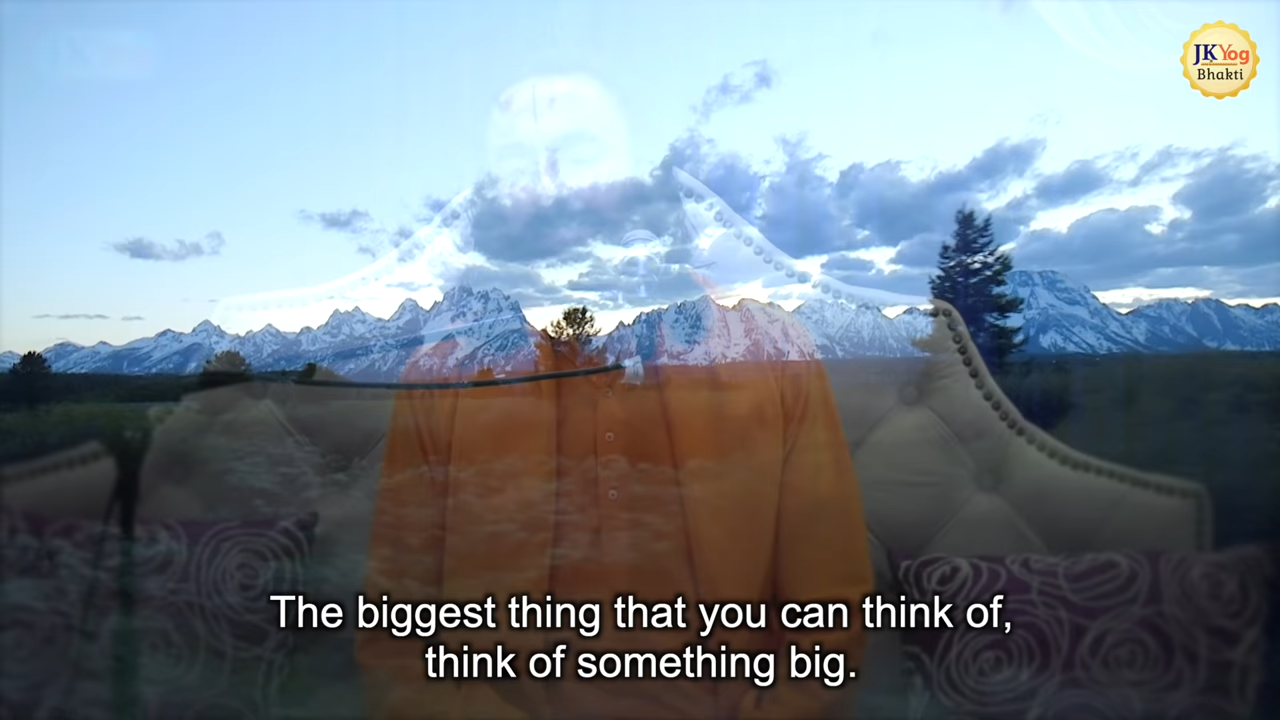 JKYog
Bhakti
The biggest thing that you can think of,
think of something big.